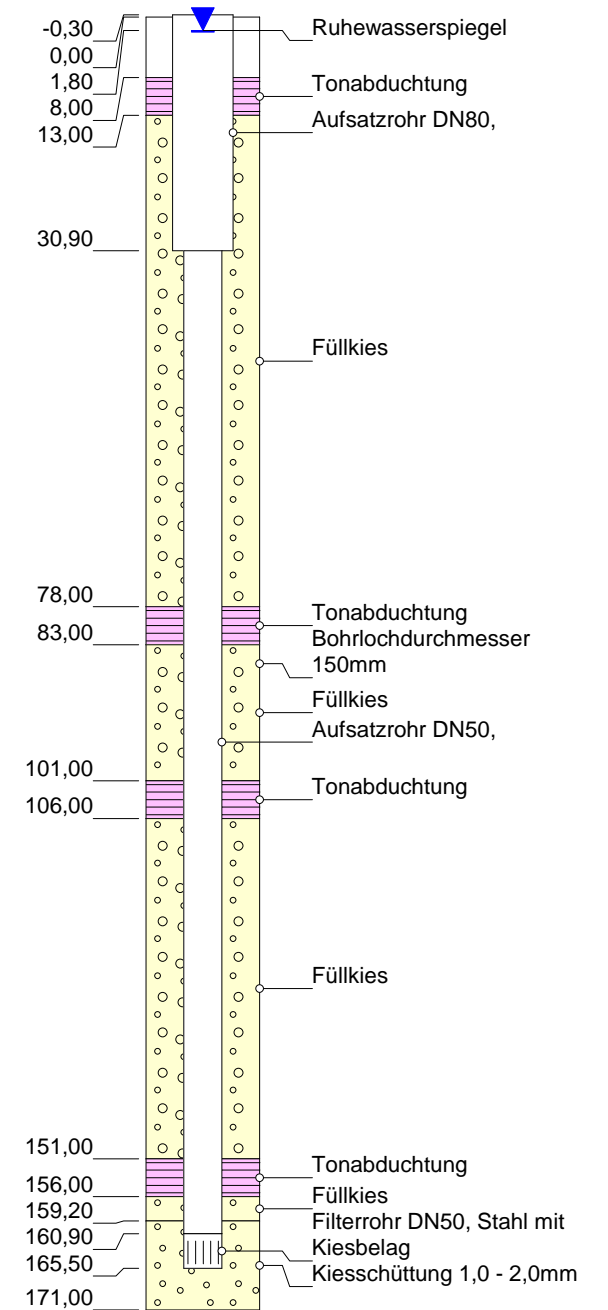 -0,30
0,00
1,80
8,00
13,00
30,90
78,00
83,00
101,00
106,00
151,00
156,00
159,20
160,90
165,50
171,00
Ruhewasserspiegel
Tonabduchtung
Aufsatzrohr DN80,
Füllkies
Tonabduchtung
Bohrlochdurchmesser
150mm
Füllkies
Aufsatzrohr DN50,
Tonabduchtung
Füllkies
Tonabduchtung
Füllkies
Filterrohr DN50, Stahl mit
Kiesbelag
Kiesschüttung 1,0 - 2,0mm